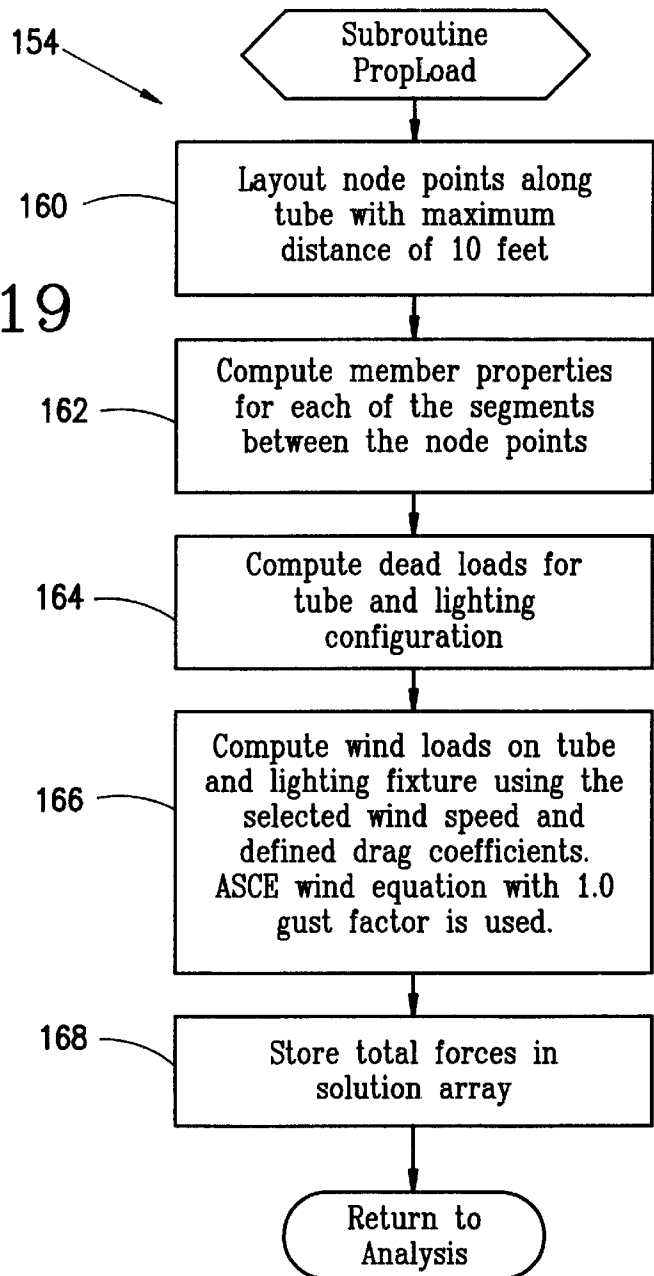 154
Subroutine
PropLoad
160
Layout node points along
tube with maximum
distance of 10 feet
19
162
Compute member properties
for each of the segments
between the node points
164
Compute dead loads for
tube and lighting
configuration
166
Compute wind loads on tube
and lighting fixture using the
selected wind speed and
defined drag coefficients.
ASCE wind equation with 1.0
gust factor is used.
168
Store total forces in
solution array
Return to
Analysis